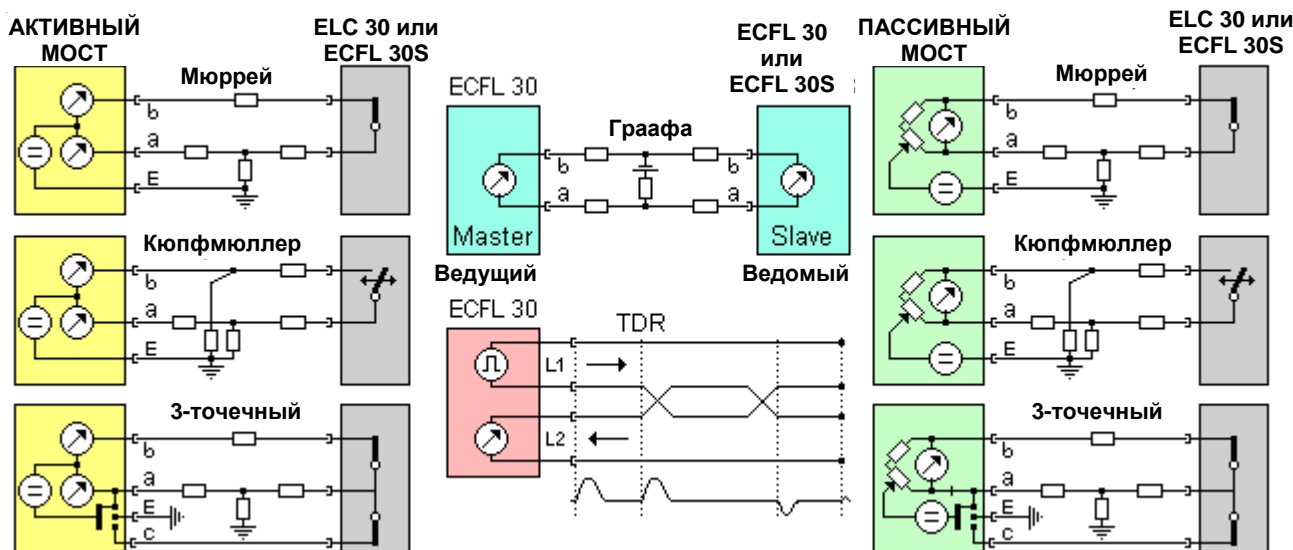 АКТИВНЫЙ
МОСТ
ELC 30 или
ECFL 30S
Мюррей
b
a
E
Кюпфмюллер
b
a
E
3-точечный
b
a
E
c
ECFL 30
ECFL 30
или
ECFL 30S
Граафа
b
a
b
a
Master
Slave
Ведущий
Ведомый
ECFL 30
TDR
L1
L2
ПАССИВНЫЙ
МОСТ
ELC 30 или
ECFL 30S
Мюррей
b
a
E
Кюпфмюллер
b
a
E
3-точечный
b
a
E
c